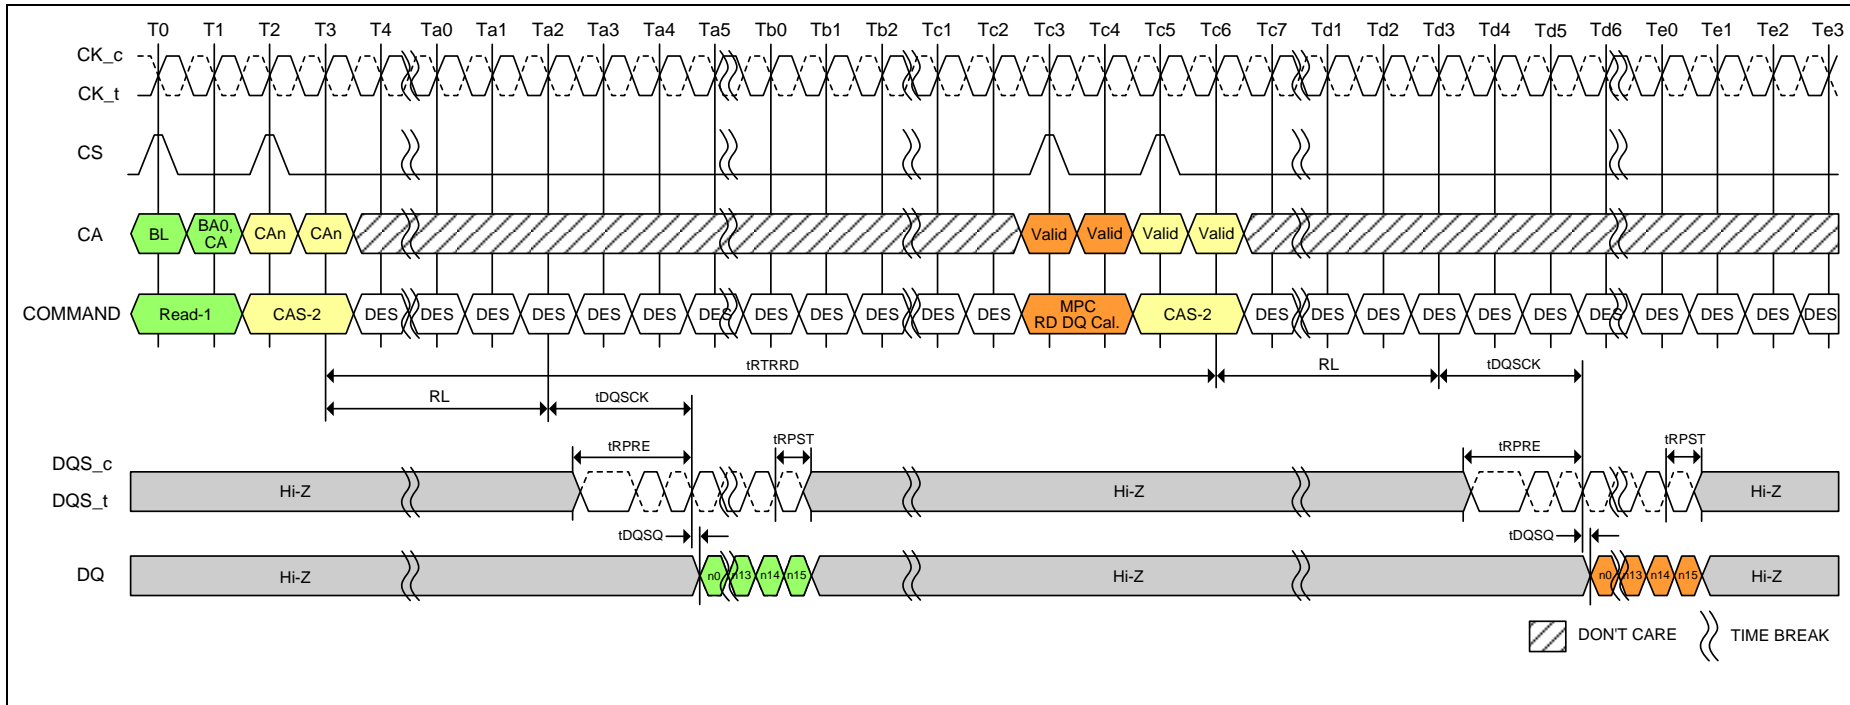 T0 T1 T2 T3 T4 Ta0 Ta1 Ta2 Ta3 Ta4 Ta5 Tb0 Tb1 Tb2 Tc1 Tc2 Tc3 Tc4 Tc5 Tc6 Tc7 Td1 Td2 Td3 Td4 Td5 Td6 Te0 Te1 Te2 Te3
CK_c
CK_t
CS
CA BL BA0, CA CAn CAn Valid Valid Valid Valid
COMMAND Read-1 CAS-2 DES DES DES DES DES DES DES DES DES DES DES DES MPC RD DQ Cal. CAS-2 DES DES DES DES DES DES DES DES DES DES DES
tRTRRD RL tDQSCK
RL tDQSCK
tRPRE tRPST tRPRE tRPST
DQS_c
DQS_t Hi-Z Hi-Z Hi-Z
tDQSQ tDQSQ
DQ Hi-Z n0 n13 n14 n15 Hi-Z n0 n13 n14 n15 Hi-Z
DON'T CARE TIME BREAK